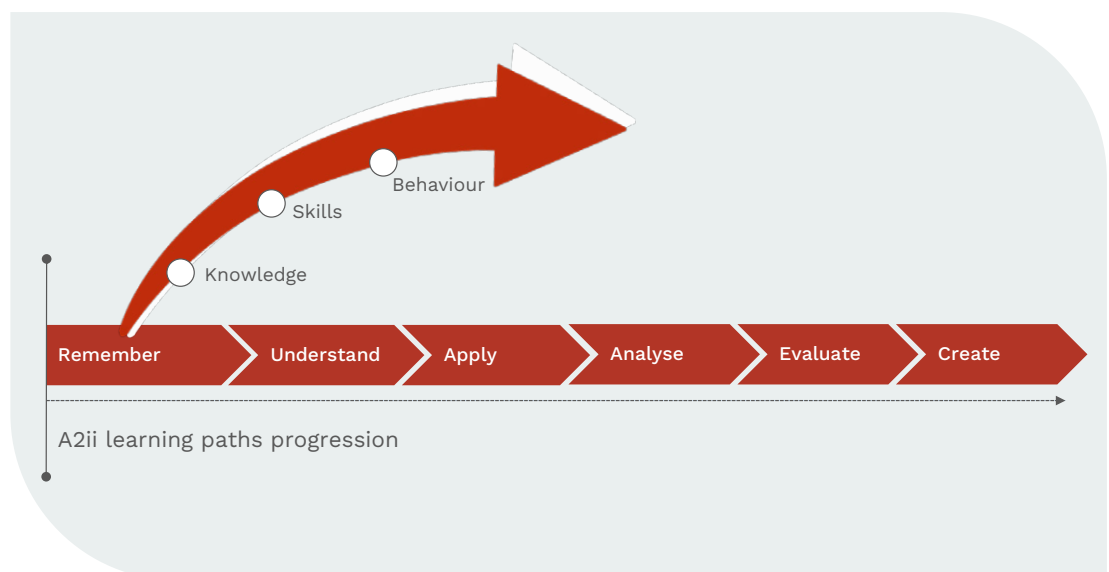 Behaviour
Skills
Knowledge
Remember Understand Apply Analyse Evaluate Create
A2ii learning paths progression